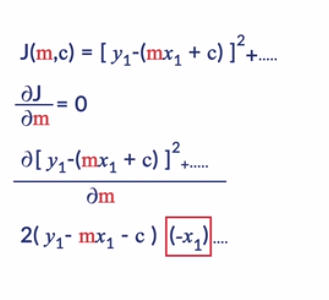 J(m,c) = [ y₁-(mx₁ + c) ]²+.....
∂J/∂m = 0
∂[ y₁-(mx₁ + c) ]²+.....
∂m
2( y₁- mx₁ - c ) (-x₁)....